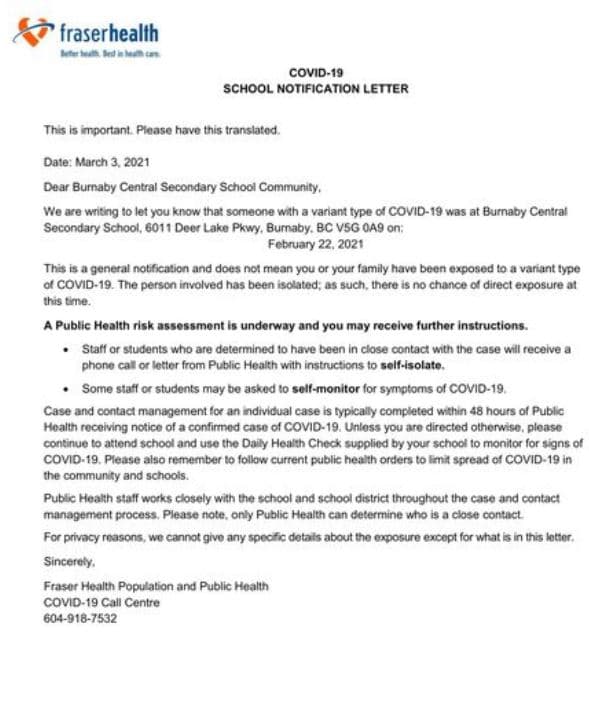 fraserhealth
Better health. Best in health care.
COVID-19
SCHOOL NOTIFICATION LETTER
This is important. Please have this translated.
Date: March 3, 2021
Dear Burnaby Central Secondary School Community,
We are writing to let you know that someone with a variant type of COVID-19 was at Burnaby Central
Secondary School, 6011 Deer Lake Pkwy, Burnaby, BC V5G 0A9 on:
February 22, 2021
This is a general notification and does not mean you or your family have been exposed to a variant type
of COVID-19. The person involved has been isolated; as such, there is no chance of direct exposure at
this time.
A Public Health risk assessment is underway and you may receive further instructions.
• Staff or students who are determined to have been in close contact with the case will receive a
phone call or letter from Public Health with instructions to self-isolate.
• Some staff or students may be asked to self-monitor for symptoms of COVID-19.
Case and contact management for an individual case is typically completed within 48 hours of Public
Health receiving notice of a confirmed case of COVID-19. Unless you are directed otherwise, please
continue to attend school and use the Daily Health Check supplied by your school to monitor for signs of
COVID-19. Please also remember to follow current public health orders to limit spread of COVID-19 in
the community and schools.
Public Health staff works closely with the school and school district throughout the case and contact
management process. Please note, only Public Health can determine who is a close contact.
For privacy reasons, we cannot give any specific details about the exposure except for what is in this letter.
Sincerely,
Fraser Health Population and Public Health
COVID-19 Call Centre
604-918-7532